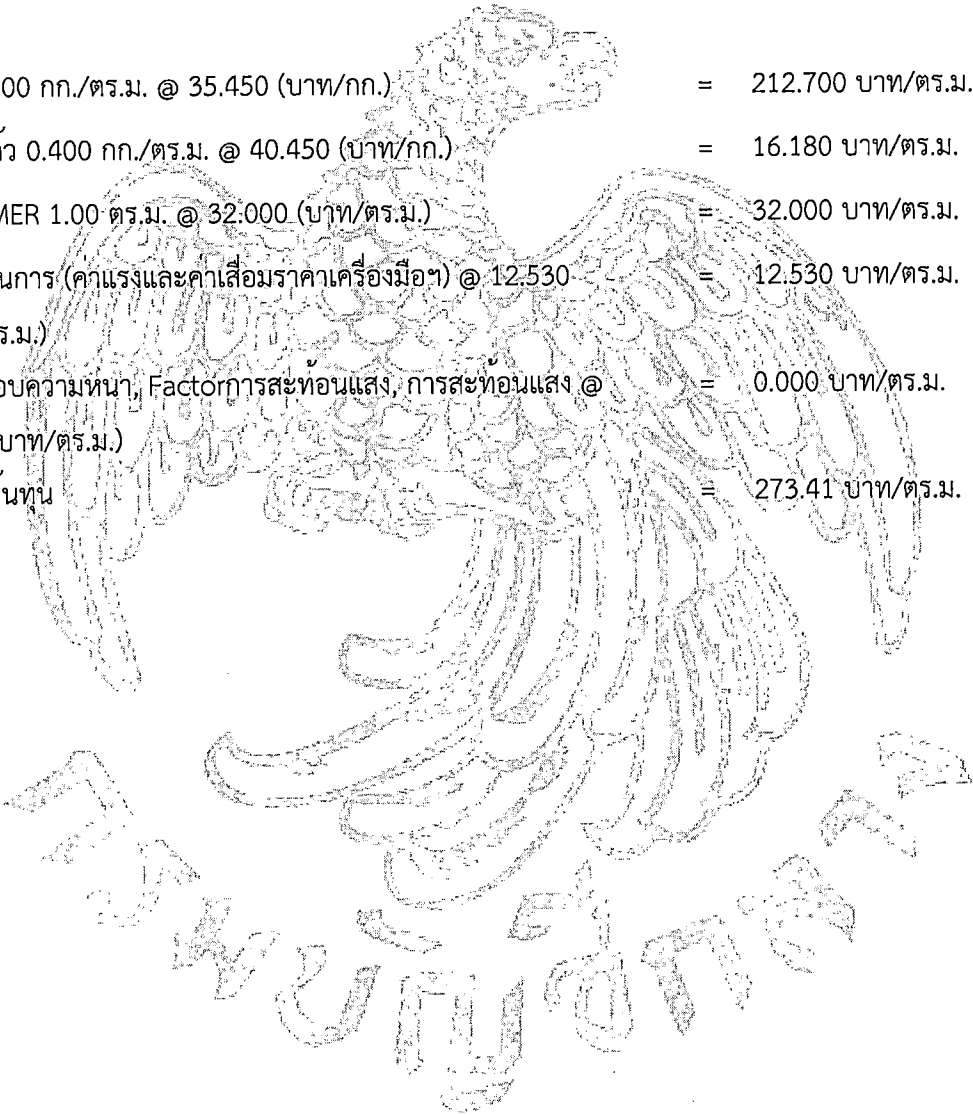 00 กก./ตร.ม. @ 35.450 (บาท/กก.) = 212.700 บาท/ตร.ม.
ก้ว 0.400 กก./ตร.ม. @ 40.450 (บาท/กก.) = 16.180 บาท/ตร.ม.
MER 1.00 ตร.ม. @ 32.000 (บาท/ตร.ม.) = 32.000 บาท/ตร.ม.
นการ (ค่าแรงและค่าเสื่อมราคาเครื่องมือฯ) @ 12.530 = 12.530 บาท/ตร.ม.
ร.ม.)
อบความหนา, Factorการสะท้อนแสง, การสะท้อนแสง @ = 0.000 บาท/ตร.ม.
บาท/ตร.ม.)
้นทุน = 273.41 บาท/ตร.ม.